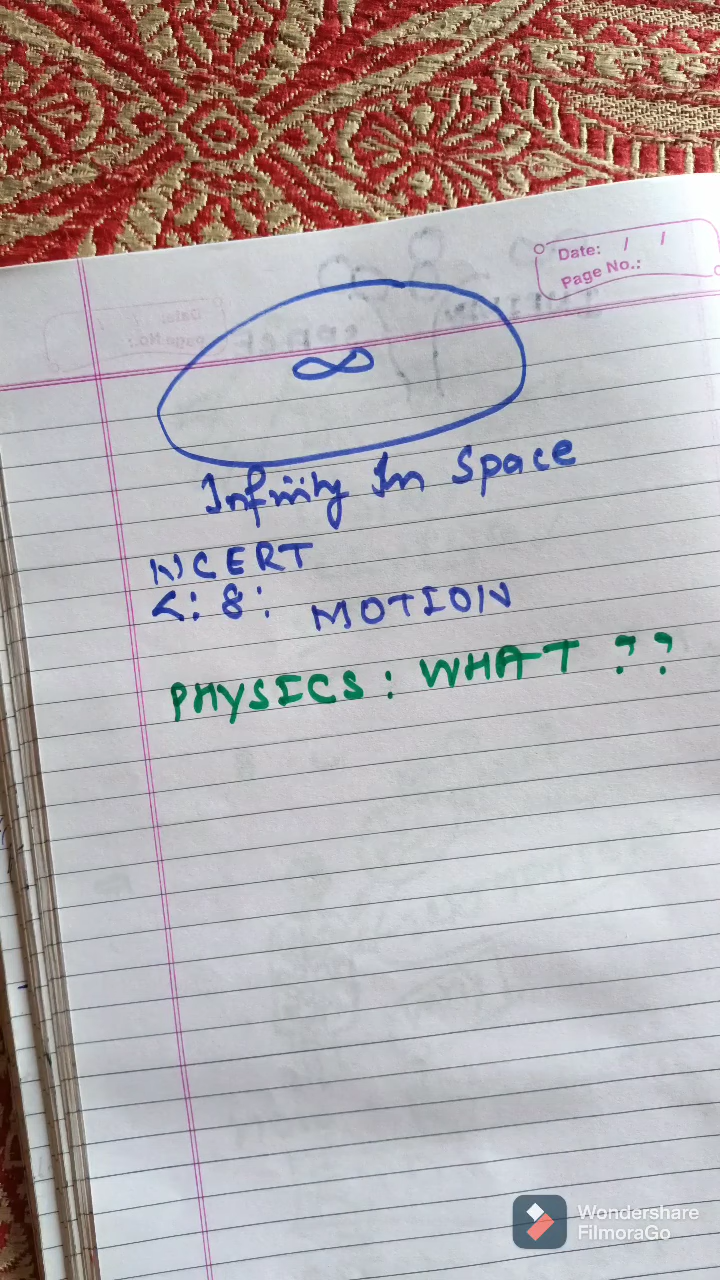 Date: / /
Page No.:
∞
Infinity In Space
NCERT
<: 8: MOTION
PHYSICS: WHAT ??
Wondershare
FilmoraGo